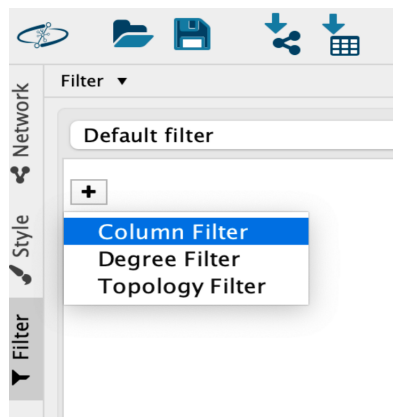 Filter ▼
Network
Default filter
+
Style
Column Filter
Degree Filter
Topology Filter
Filter